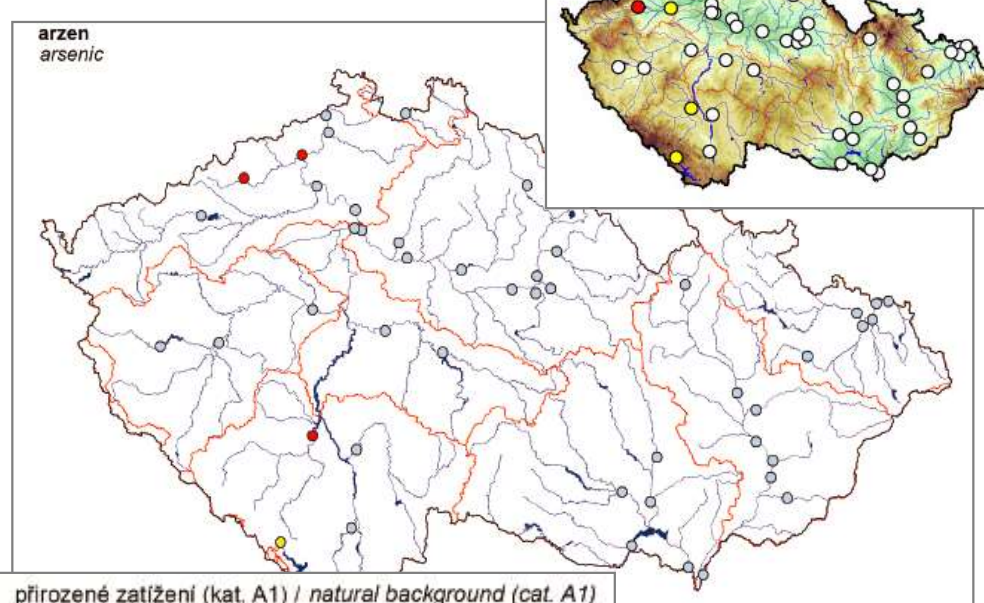 arzen
arsenic
přirozené zatížení (kat. A1) / natural background (cat. A1)